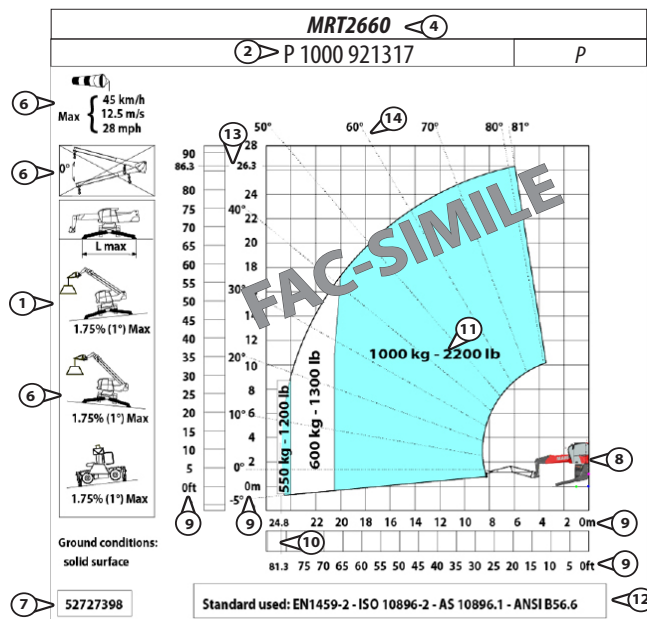 MRT2660
4
2
P 1000 921317
P
6
Max
45 km/h
12.5 m/s
28 mph
6
0°
L max
1
1.75% (1°) Max
6
1.75% (1°) Max
1.75% (1°) Max
Ground conditions:
solid surface
7
52727398
13
14
50°
60°
70°
80°
81°
40°
30°
20°
10°
0°
-5°
90
86.3
80
75
70
65
60
55
50
45
40
35
30
25
20
15
10
5
0ft
28
26.3
24
22
20
18
16
14
12
10
8
6
4
2
0m
9
9
FAC-SIMILE
11
1000 kg - 2200 lb
600 kg - 1300 lb
550 kg - 1200 lb
8
24.8 22 20 18 16 14 12 10 8 6 4 2 0m
9
10
81.3 75 70 65 60 55 50 45 40 35 30 25 20 15 10 5 0ft
9
Standard used: EN1459-2 - ISO 10896-2 - AS 10896.1 - ANSI B56.6
12